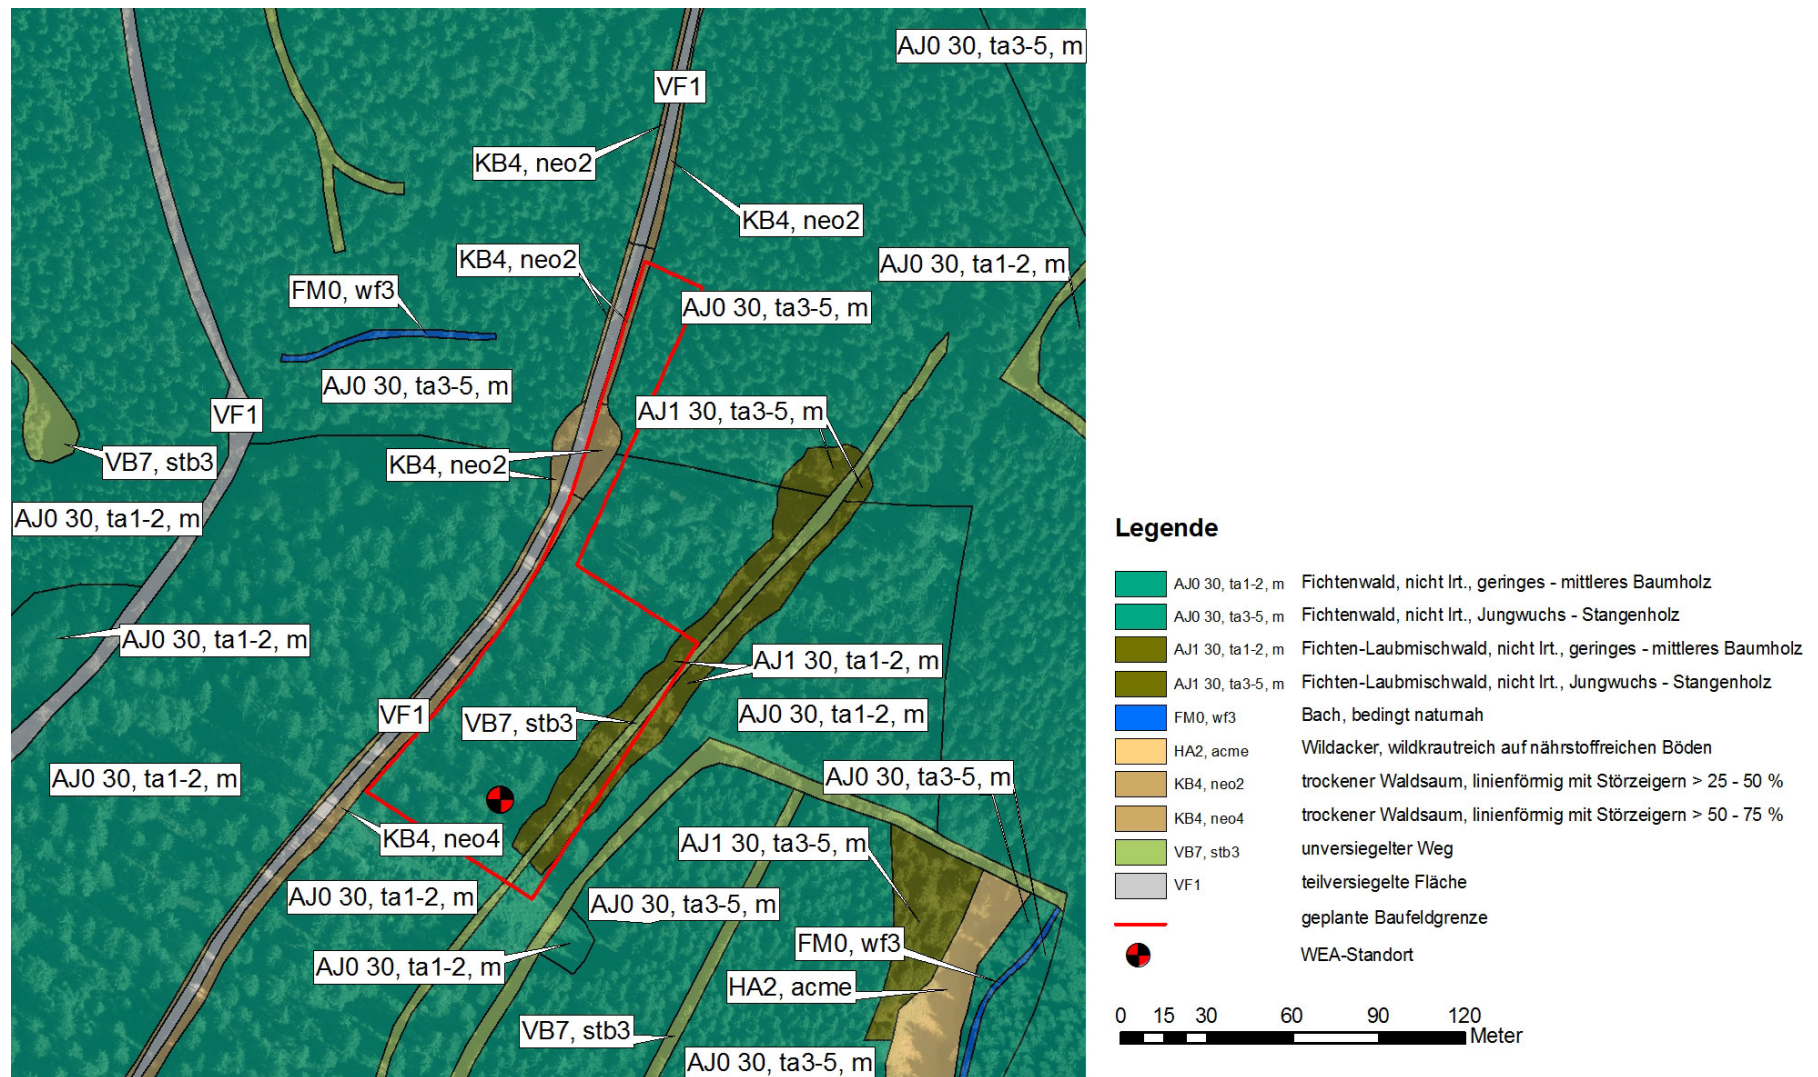 AJ0 30, ta3-5, m
VF1
KB4, neo2
KB4, neo2
KB4, neo2
AJ0 30, ta1-2, m
FM0, wf3
AJ0 30, ta3-5, m
AJ0 30, ta3-5, m
VF1
AJ1 30, ta3-5, m
VB7, stb3
KB4, neo2
AJ0 30, ta1-2, m
AJ0 30, ta1-2, m
AJ1 30, ta1-2, m
VF1
VB7, stb3
AJ0 30, ta1-2, m
AJ0 30, ta1-2, m
AJ0 30, ta3-5, m
KB4, neo4
AJ1 30, ta3-5, m
AJ0 30, ta1-2, m
AJ0 30, ta3-5, m
FM0, wf3
AJ0 30, ta1-2, m
HA2, acme
VB7, stb3
AJ0 30, ta3-5, m
Legende
AJ0 30, ta1-2, m Fichtenwald, nicht lrt., geringes - mittleres Baumholz
AJ0 30, ta3-5, m Fichtenwald, nicht lrt., Jungwuchs - Stangenholz
AJ1 30, ta1-2, m Fichten-Laubmischwald, nicht lrt., geringes - mittleres Baumholz
AJ1 30, ta3-5, m Fichten-Laubmischwald, nicht lrt., Jungwuchs - Stangenholz
FM0, wf3 Bach, bedingt naturnah
HA2, acme Wildacker, wildkrautreich auf nährstoffreichen Böden
KB4, neo2 trockener Waldsaum, linienförmig mit Störzeigern > 25 - 50 %
KB4, neo4 trockener Waldsaum, linienförmig mit Störzeigern > 50 - 75 %
VB7, stb3 unversiegelter Weg
VF1 teilversiegelte Fläche
geplante Baufeldgrenze
WEA-Standort
0 15 30 60 90 120
Meter